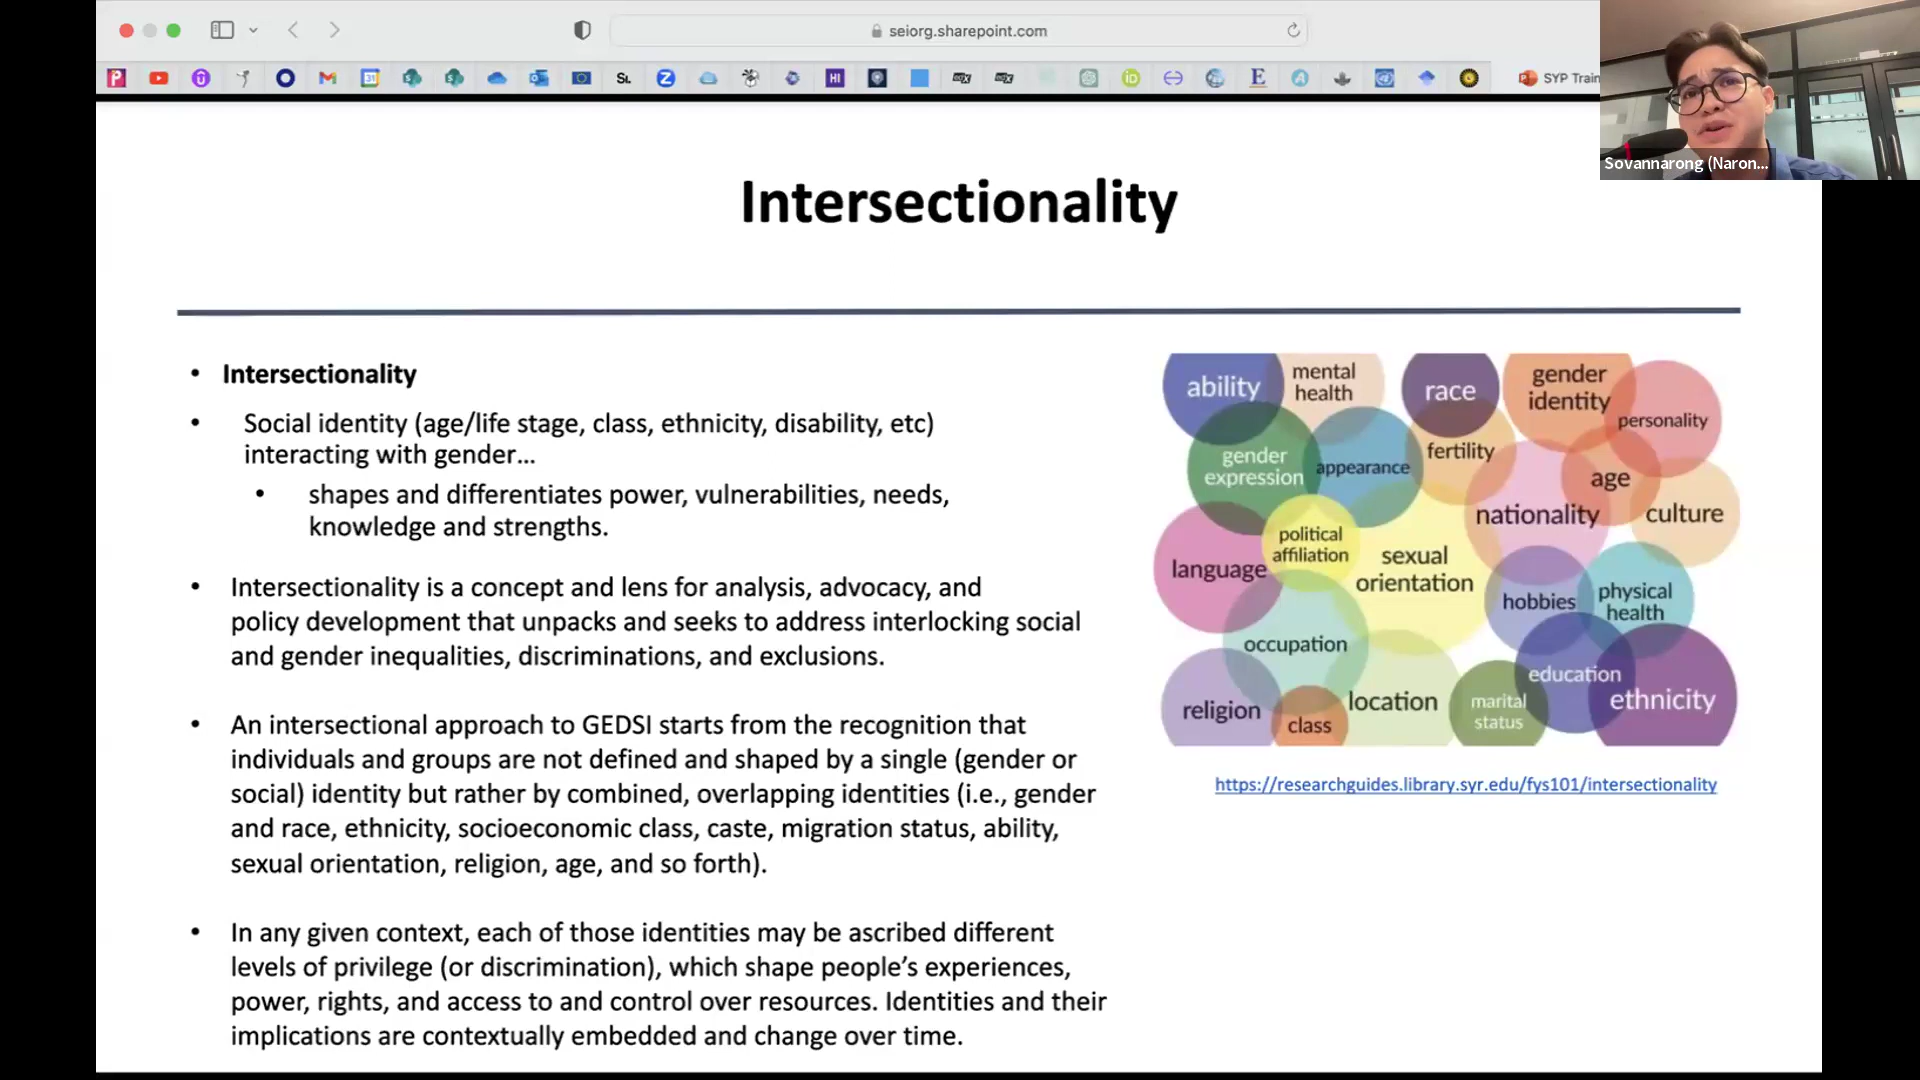 seiorg.sharepoint.com
SYP Train
Sovannarong (Naron...
Intersectionality
• Intersectionality
• Social identity (age/life stage, class, ethnicity, disability, etc)
interacting with gender...
• shapes and differentiates power, vulnerabilities, needs,
knowledge and strengths.
• Intersectionality is a concept and lens for analysis, advocacy, and
policy development that unpacks and seeks to address interlocking social
and gender inequalities, discriminations, and exclusions.
• An intersectional approach to GEDSI starts from the recognition that
individuals and groups are not defined and shaped by a single (gender or
social) identity but rather by combined, overlapping identities (i.e., gender
and race, ethnicity, socioeconomic class, caste, migration status, ability,
sexual orientation, religion, age, and so forth).
• In any given context, each of those identities may be ascribed different
levels of privilege (or discrimination), which shape people's experiences,
power, rights, and access to and control over resources. Identities and their
implications are contextually embedded and change over time.
ability
mental
health
race
gender
identity
personality
gender
expression
appearance
fertility
age
nationality
culture
political
affiliation
sexual
orientation
language
hobbies
physical
health
occupation
education
religion
class
location
marital
status
ethnicity
https://researchguides.library.syr.edu/fys101/intersectionality